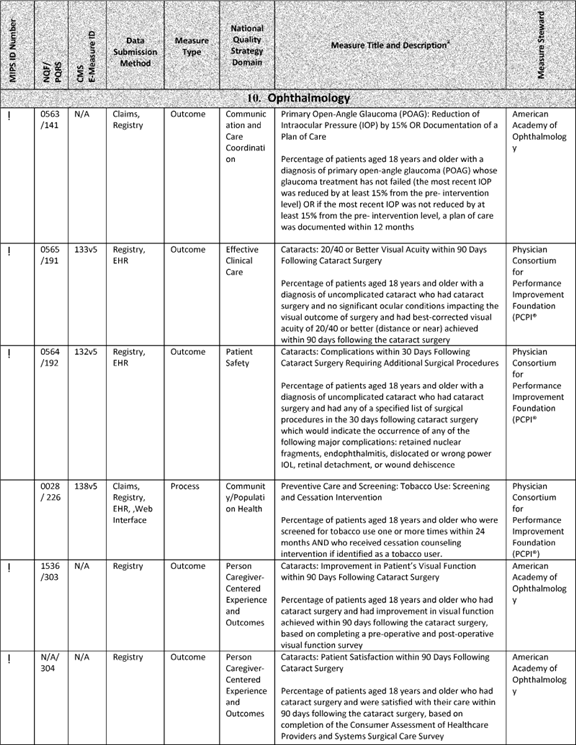 MIPS ID Number
NQF/
PQRS
CMS
E-Measure ID
Data
Submission
Method
Measure
Type
National
Quality
Strategy
Domain
Measure Title and Description*
Measure Steward
10. Ophthalmology
!
0563
/141
N/A
Claims,
Registry
Outcome
Communic
ation and
Care
Coordinati
on
Primary Open-Angle Glaucoma (POAG): Reduction of
Intraocular Pressure (IOP) by 15% OR Documentation of a
Plan of Care
Percentage of patients aged 18 years and older with a
diagnosis of primary open-angle glaucoma (POAG) whose
glaucoma treatment has not failed (the most recent IOP
was reduced by at least 15% from the pre- intervention
level) OR if the most recent IOP was not reduced by at
least 15% from the pre- intervention level, a plan of care
was documented within 12 months
American
Academy of
Ophthalmolog
y
!
0565
/191
133v5
Registry,
EHR
Outcome
Effective
Clinical
Care
Cataracts: 20/40 or Better Visual Acuity within 90 Days
Following Cataract Surgery
Percentage of patients aged 18 years and older with a
diagnosis of uncomplicated cataract who had cataract
surgery and no significant ocular conditions impacting the
visual outcome of surgery and had best-corrected visual
acuity of 20/40 or better (distance or near) achieved
within 90 days following the cataract surgery
Physician
Consortium
for
Performance
Improvement
Foundation
(PCPI®
!
0564
/192
132v5
Registry,
EHR
Outcome
Patient
Safety
Cataracts: Complications within 30 Days Following
Cataract Surgery Requiring Additional Surgical Procedures
Percentage of patients aged 18 years and older with a
diagnosis of uncomplicated cataract who had cataract
surgery and had any of a specified list of surgical
procedures in the 30 days following cataract surgery
which would indicate the occurrence of any of the
following major complications: retained nuclear
fragments, endophthalmitis, dislocated or wrong power
IOL, retinal detachment, or wound dehiscence
Physician
Consortium
for
Performance
Improvement
Foundation
(PCPI®
0028
/ 226
138v5
Claims,
Registry,
EHR, ,Web
Interface
Process
Communit
y/Populati
on Health
Preventive Care and Screening: Tobacco Use: Screening
and Cessation Intervention
Percentage of patients aged 18 years and older who were
screened for tobacco use one or more times within 24
months AND who received cessation counseling
intervention if identified as a tobacco user.
Physician
Consortium
for
Performance
Improvement
Foundation
(PCPI®)
!
1536
/303
N/A
Registry
Outcome
Person
Caregiver-
Centered
Experience
and
Outcomes
Cataracts: Improvement in Patient's Visual Function
within 90 Days Following Cataract Surgery
Percentage of patients aged 18 years and older who had
cataract surgery and had improvement in visual function
achieved within 90 days following the cataract surgery,
based on completing a pre-operative and post-operative
visual function survey
American
Academy of
Ophthalmolog
y
!
N/A/
304
N/A
Registry
Outcome
Person
Caregiver-
Centered
Experience
and
Outcomes
Cataracts: Patient Satisfaction within 90 Days Following
Cataract Surgery
Percentage of patients aged 18 years and older who had
cataract surgery and were satisfied with their care within
90 days following the cataract surgery, based on
completion of the Consumer Assessment of Healthcare
Providers and Systems Surgical Care Survey
American
Academy of
Ophthalmolog
y